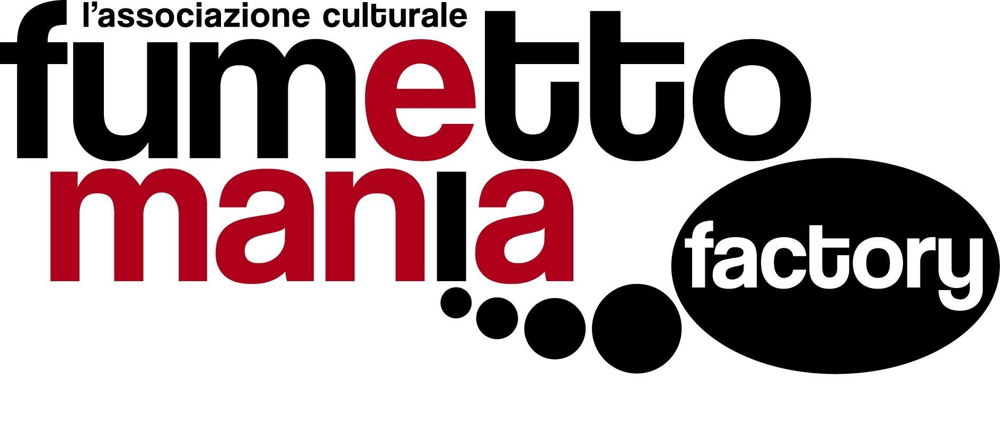 l’associazione culturale
fumetto
mania
factory